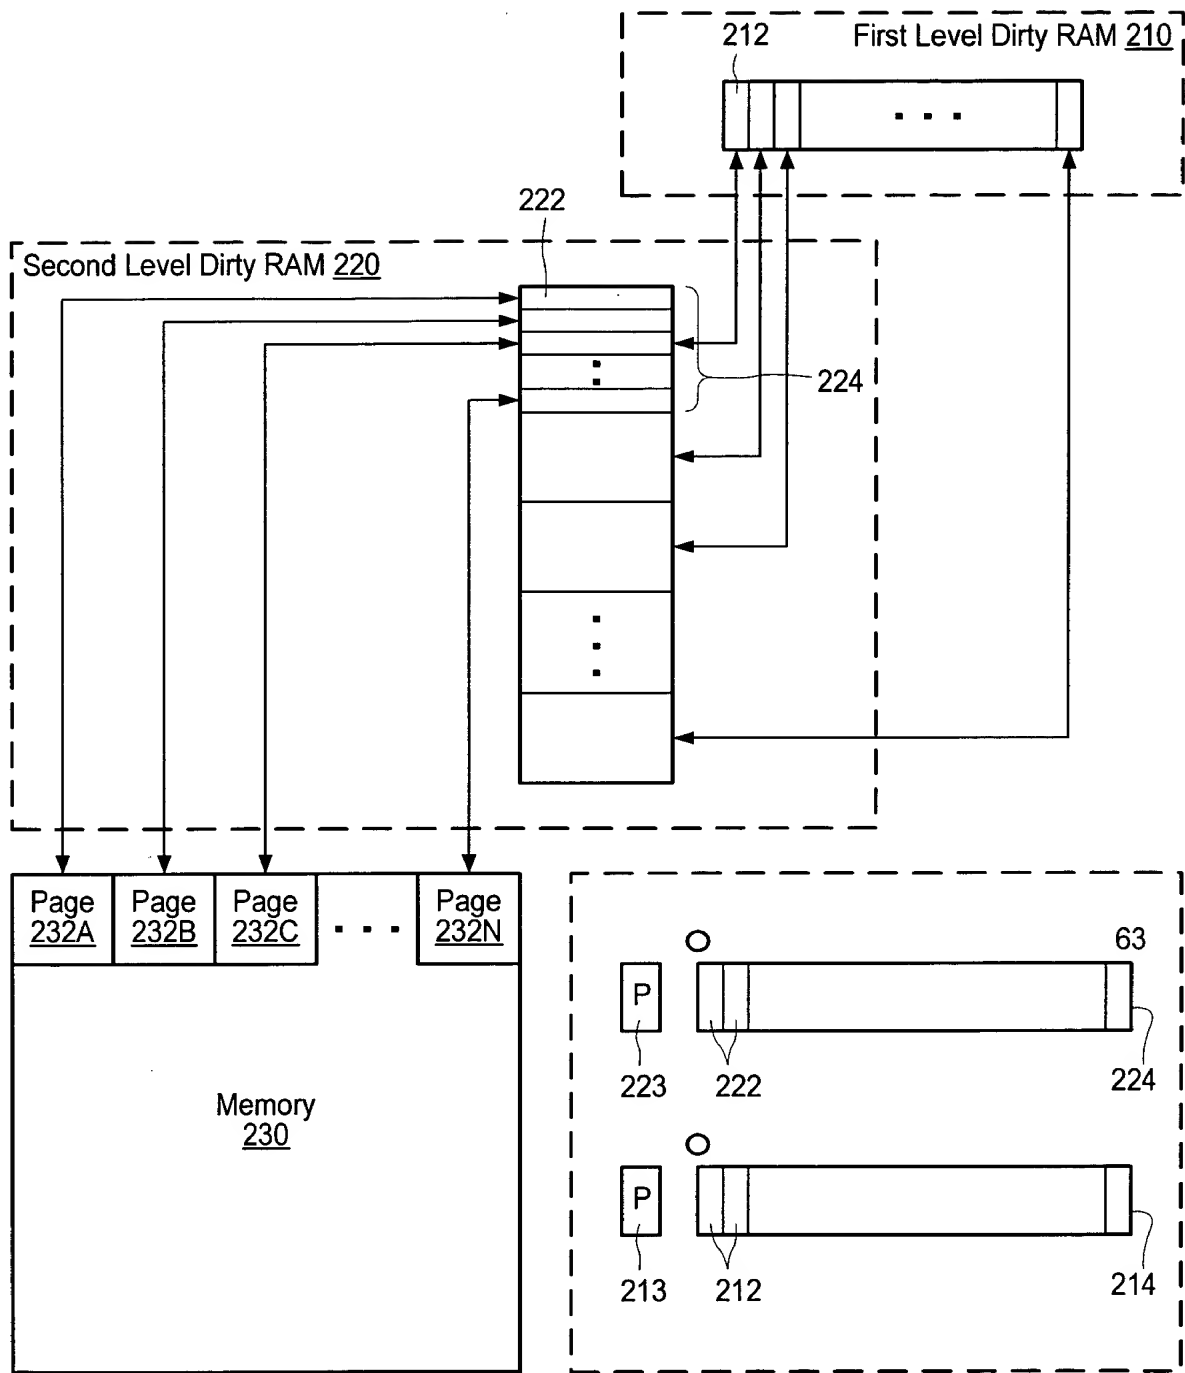 212 First Level Dirty RAM 210
222
Second Level Dirty RAM 220
224
Page 232A
Page 232B
Page 232C
Page 232N
Memory 230
0 63
P
223 222 224
0
P
213 212 214